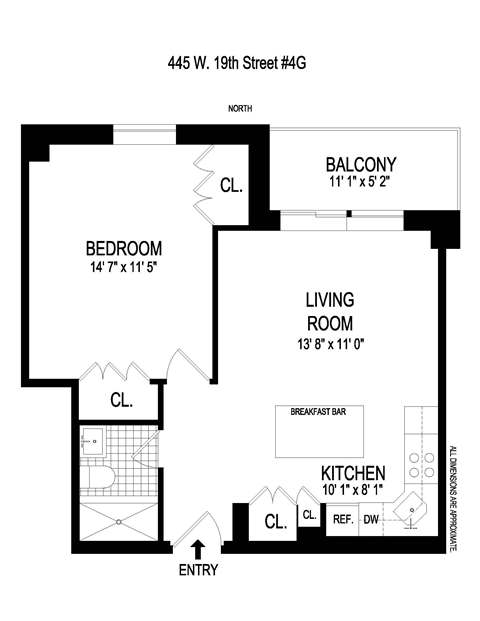 445 W. 19th Street #4G
NORTH
BALCONY
11' 1" x 5' 2"
CL.
BEDROOM
14' 7" x 11' 5"
LIVING
ROOM
13' 8" x 11' 0"
CL.
BREAKFAST BAR
KITCHEN
10' 1" x 8' 1"
CL.
CL.
REF.
DW
ENTRY
ALL DIMENSIONS ARE APPROXIMATE.